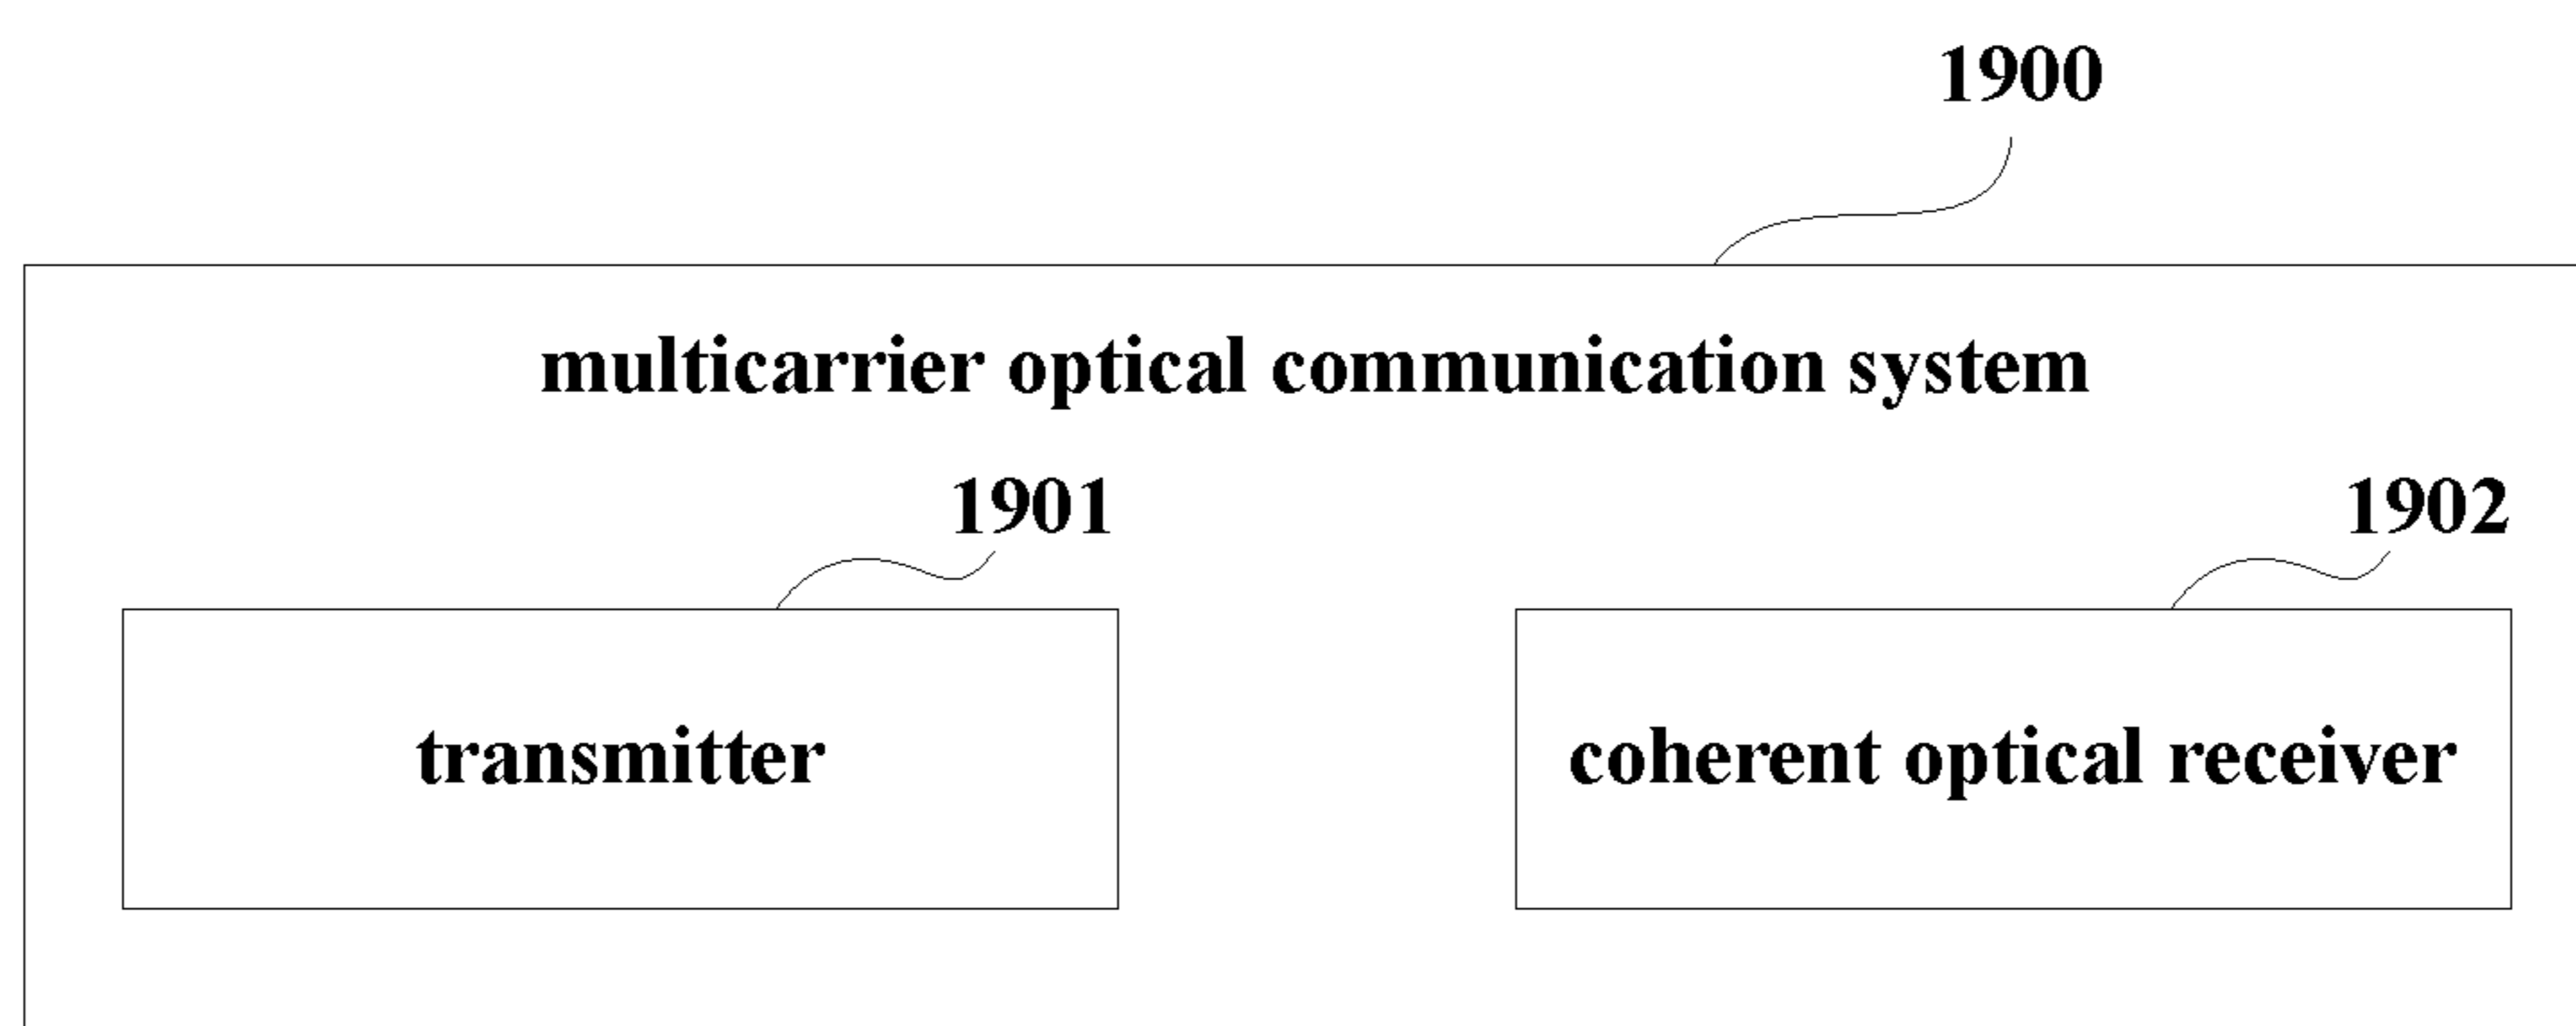 1900
multicarrier optical communication system
1901
1902
transmitter
coherent optical receiver